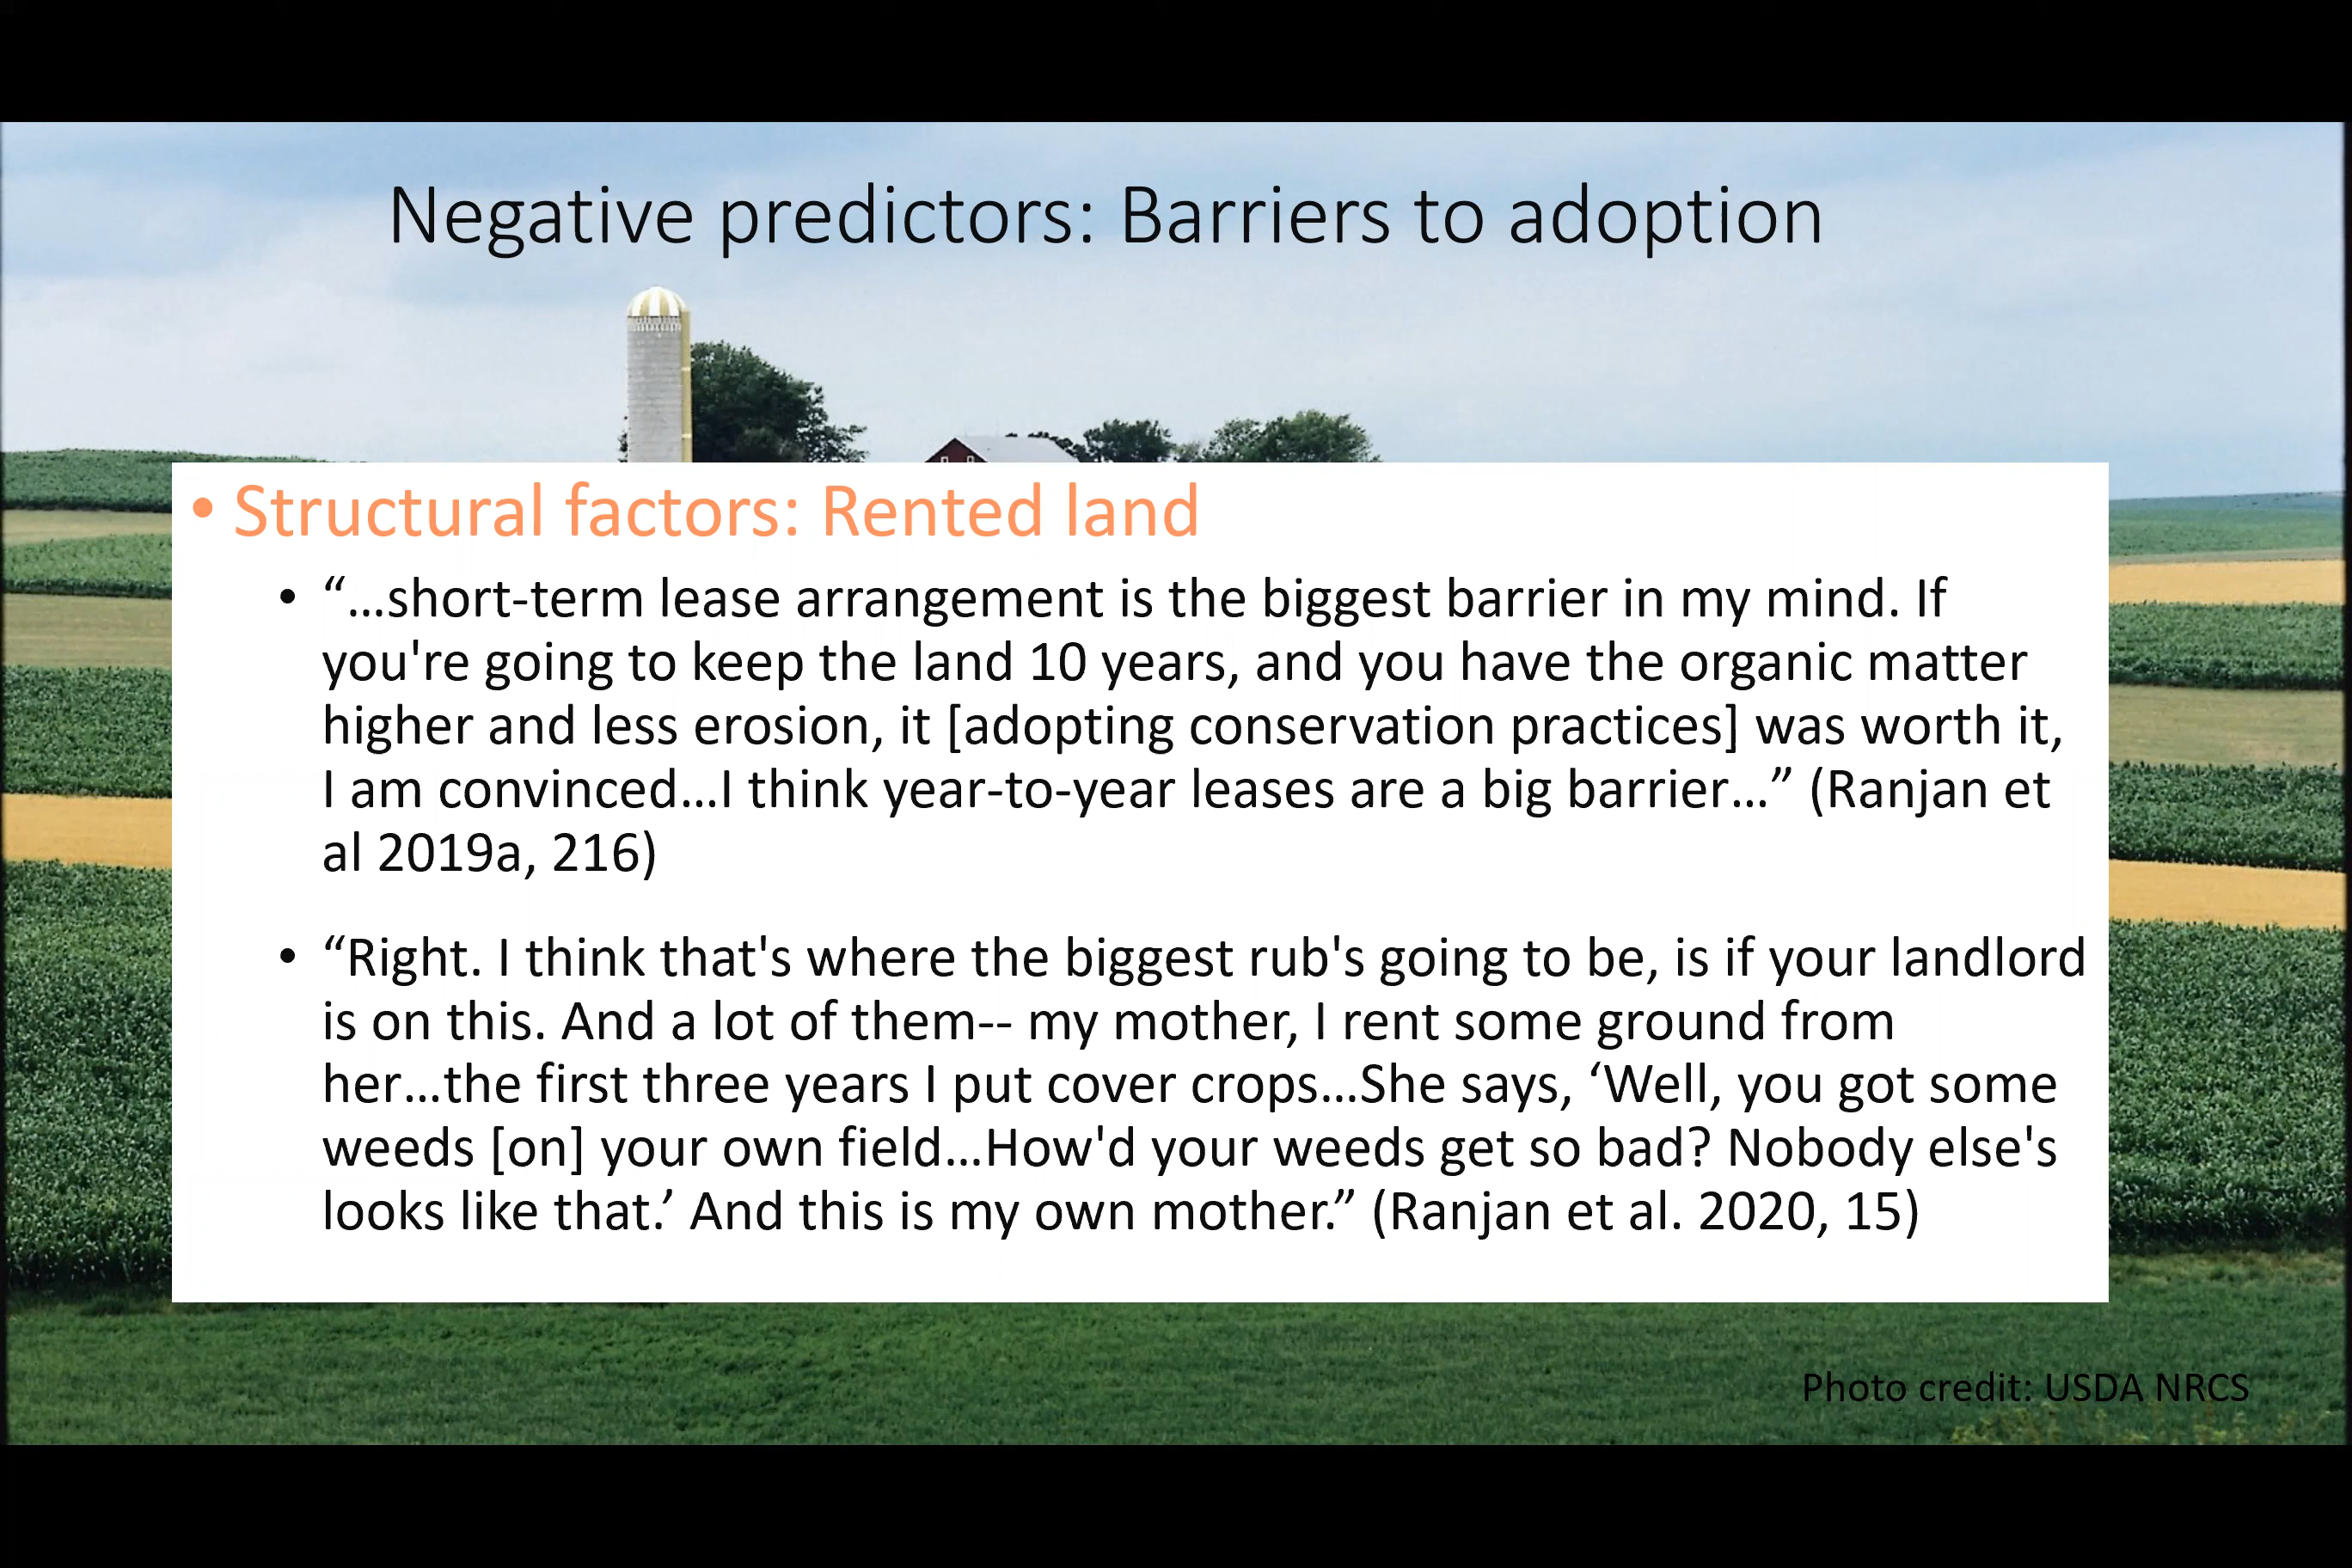 Negative predictors: Barriers to adoption
• Structural factors: Rented land
• “…short-term lease arrangement is the biggest barrier in my mind. If
you're going to keep the land 10 years, and you have the organic matter
higher and less erosion, it [adopting conservation practices] was worth it,
I am convinced…I think year-to-year leases are a big barrier…” (Ranjan et
al 2019a, 216)
• “Right. I think that's where the biggest rub's going to be, is if your landlord
is on this. And a lot of them-- my mother, I rent some ground from
her…the first three years I put cover crops…She says, ‘Well, you got some
weeds [on] your own field…How'd your weeds get so bad? Nobody else's
looks like that.’ And this is my own mother.” (Ranjan et al. 2020, 15)
Photo credit: USDA NRCS